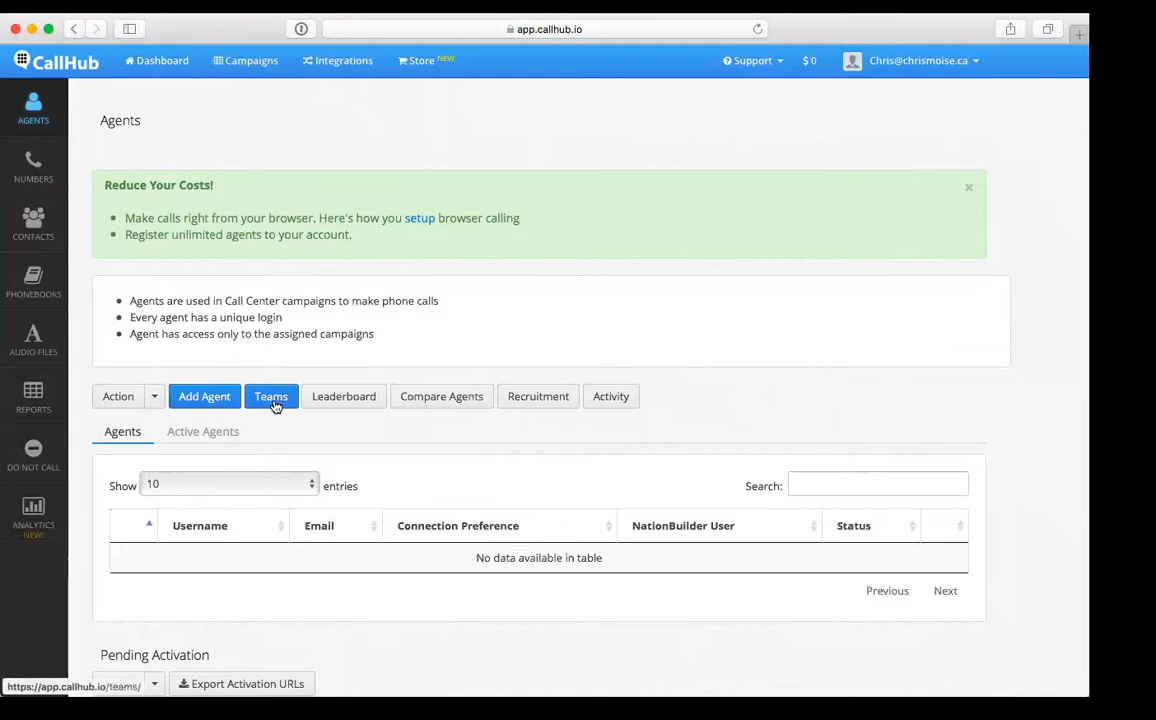 app.callhub.io
CallHub
Dashboard
Campaigns
Integrations
Store NEW
Support
$ 0
Chris@chrismoise.ca
AGENTS
NUMBERS
CONTACTS
PHONEBOOKS
AUDIO FILES
REPORTS
DO NOT CALL
ANALYTICS
NEW!
Agents
Reduce Your Costs!
×
Make calls right from your browser. Here's how you setup browser calling
Register unlimited agents to your account.
Agents are used in Call Center campaigns to make phone calls
Every agent has a unique login
Agent has access only to the assigned campaigns
Action
Add Agent
Teams
Leaderboard
Compare Agents
Recruitment
Activity
Agents
Active Agents
Show 10 entries
Search:
Username
Email
Connection Preference
NationBuilder User
Status
No data available in table
Previous
Next
Pending Activation
Export Activation URLs
https://app.callhub.io/teams/